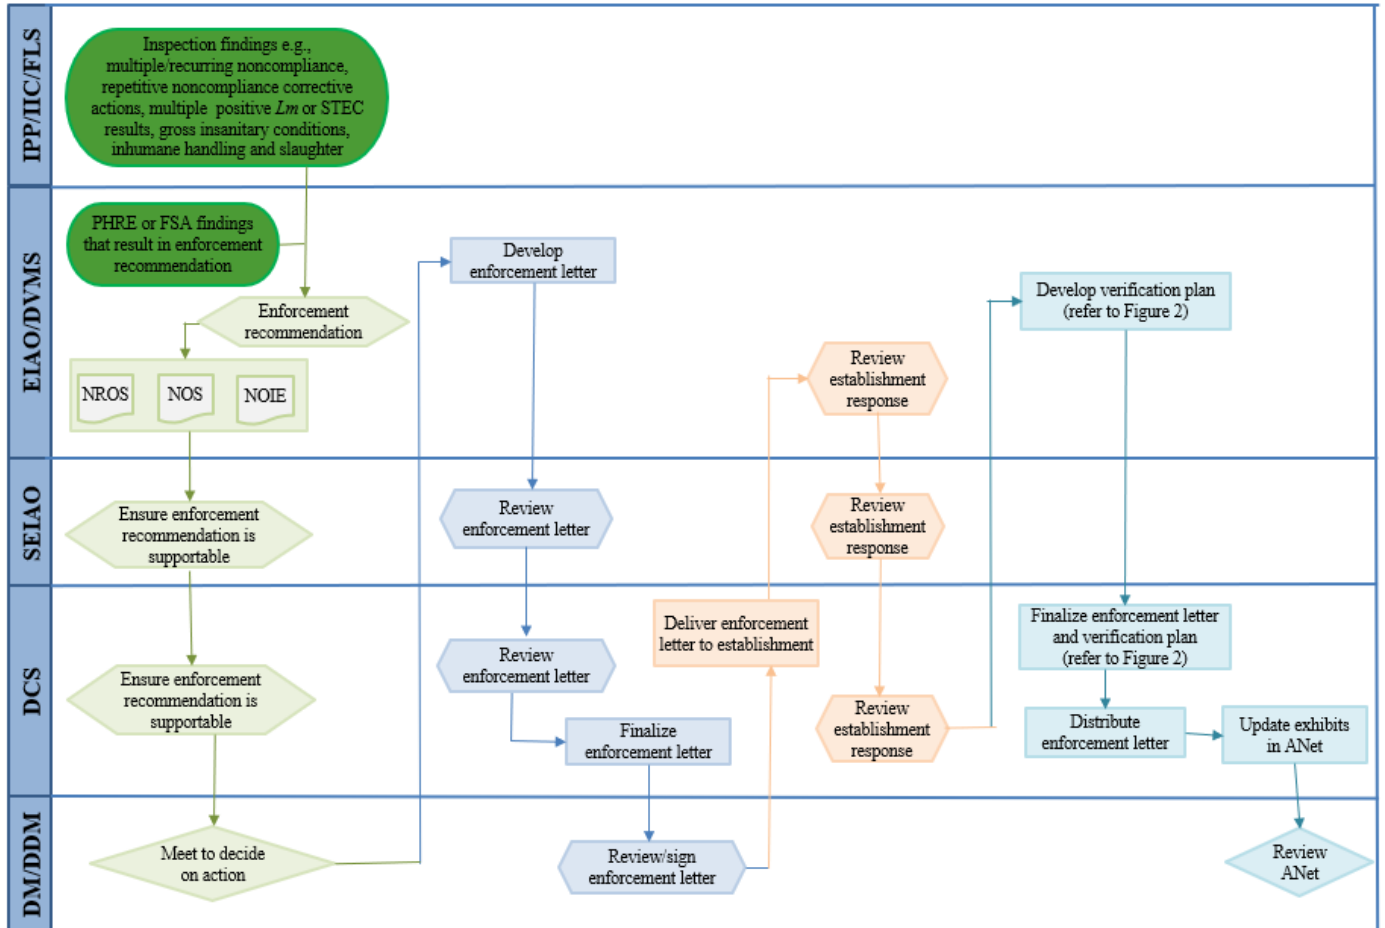 IPP/IIC/FLS
Inspection findings e.g.,
multiple/recurring noncompliance,
repetitive noncompliance corrective
actions, multiple positive Lm or STEC
results, gross insanitary conditions,
inhumane handling and slaughter
EIAO/DVMS
PHRE or FSA findings
that result in enforcement
recommendation
Enforcement
recommendation
NROS
NOS
NOIE
Develop
enforcement letter
Review
establishment
response
Develop verification plan
(refer to Figure 2)
SEIAO
Ensure enforcement
recommendation is
supportable
Review
enforcement letter
Review
establishment
response
DCS
Ensure enforcement
recommendation is
supportable
Review
enforcement letter
Finalize
enforcement letter
Deliver enforcement
letter to establishment
Review
establishment
response
Finalize enforcement letter
and verification plan
(refer to Figure 2)
Distribute
enforcement letter
Update exhibits
in ANet
DM/DDM
Meet to decide
on action
Review/sign
enforcement letter
Review
ANet